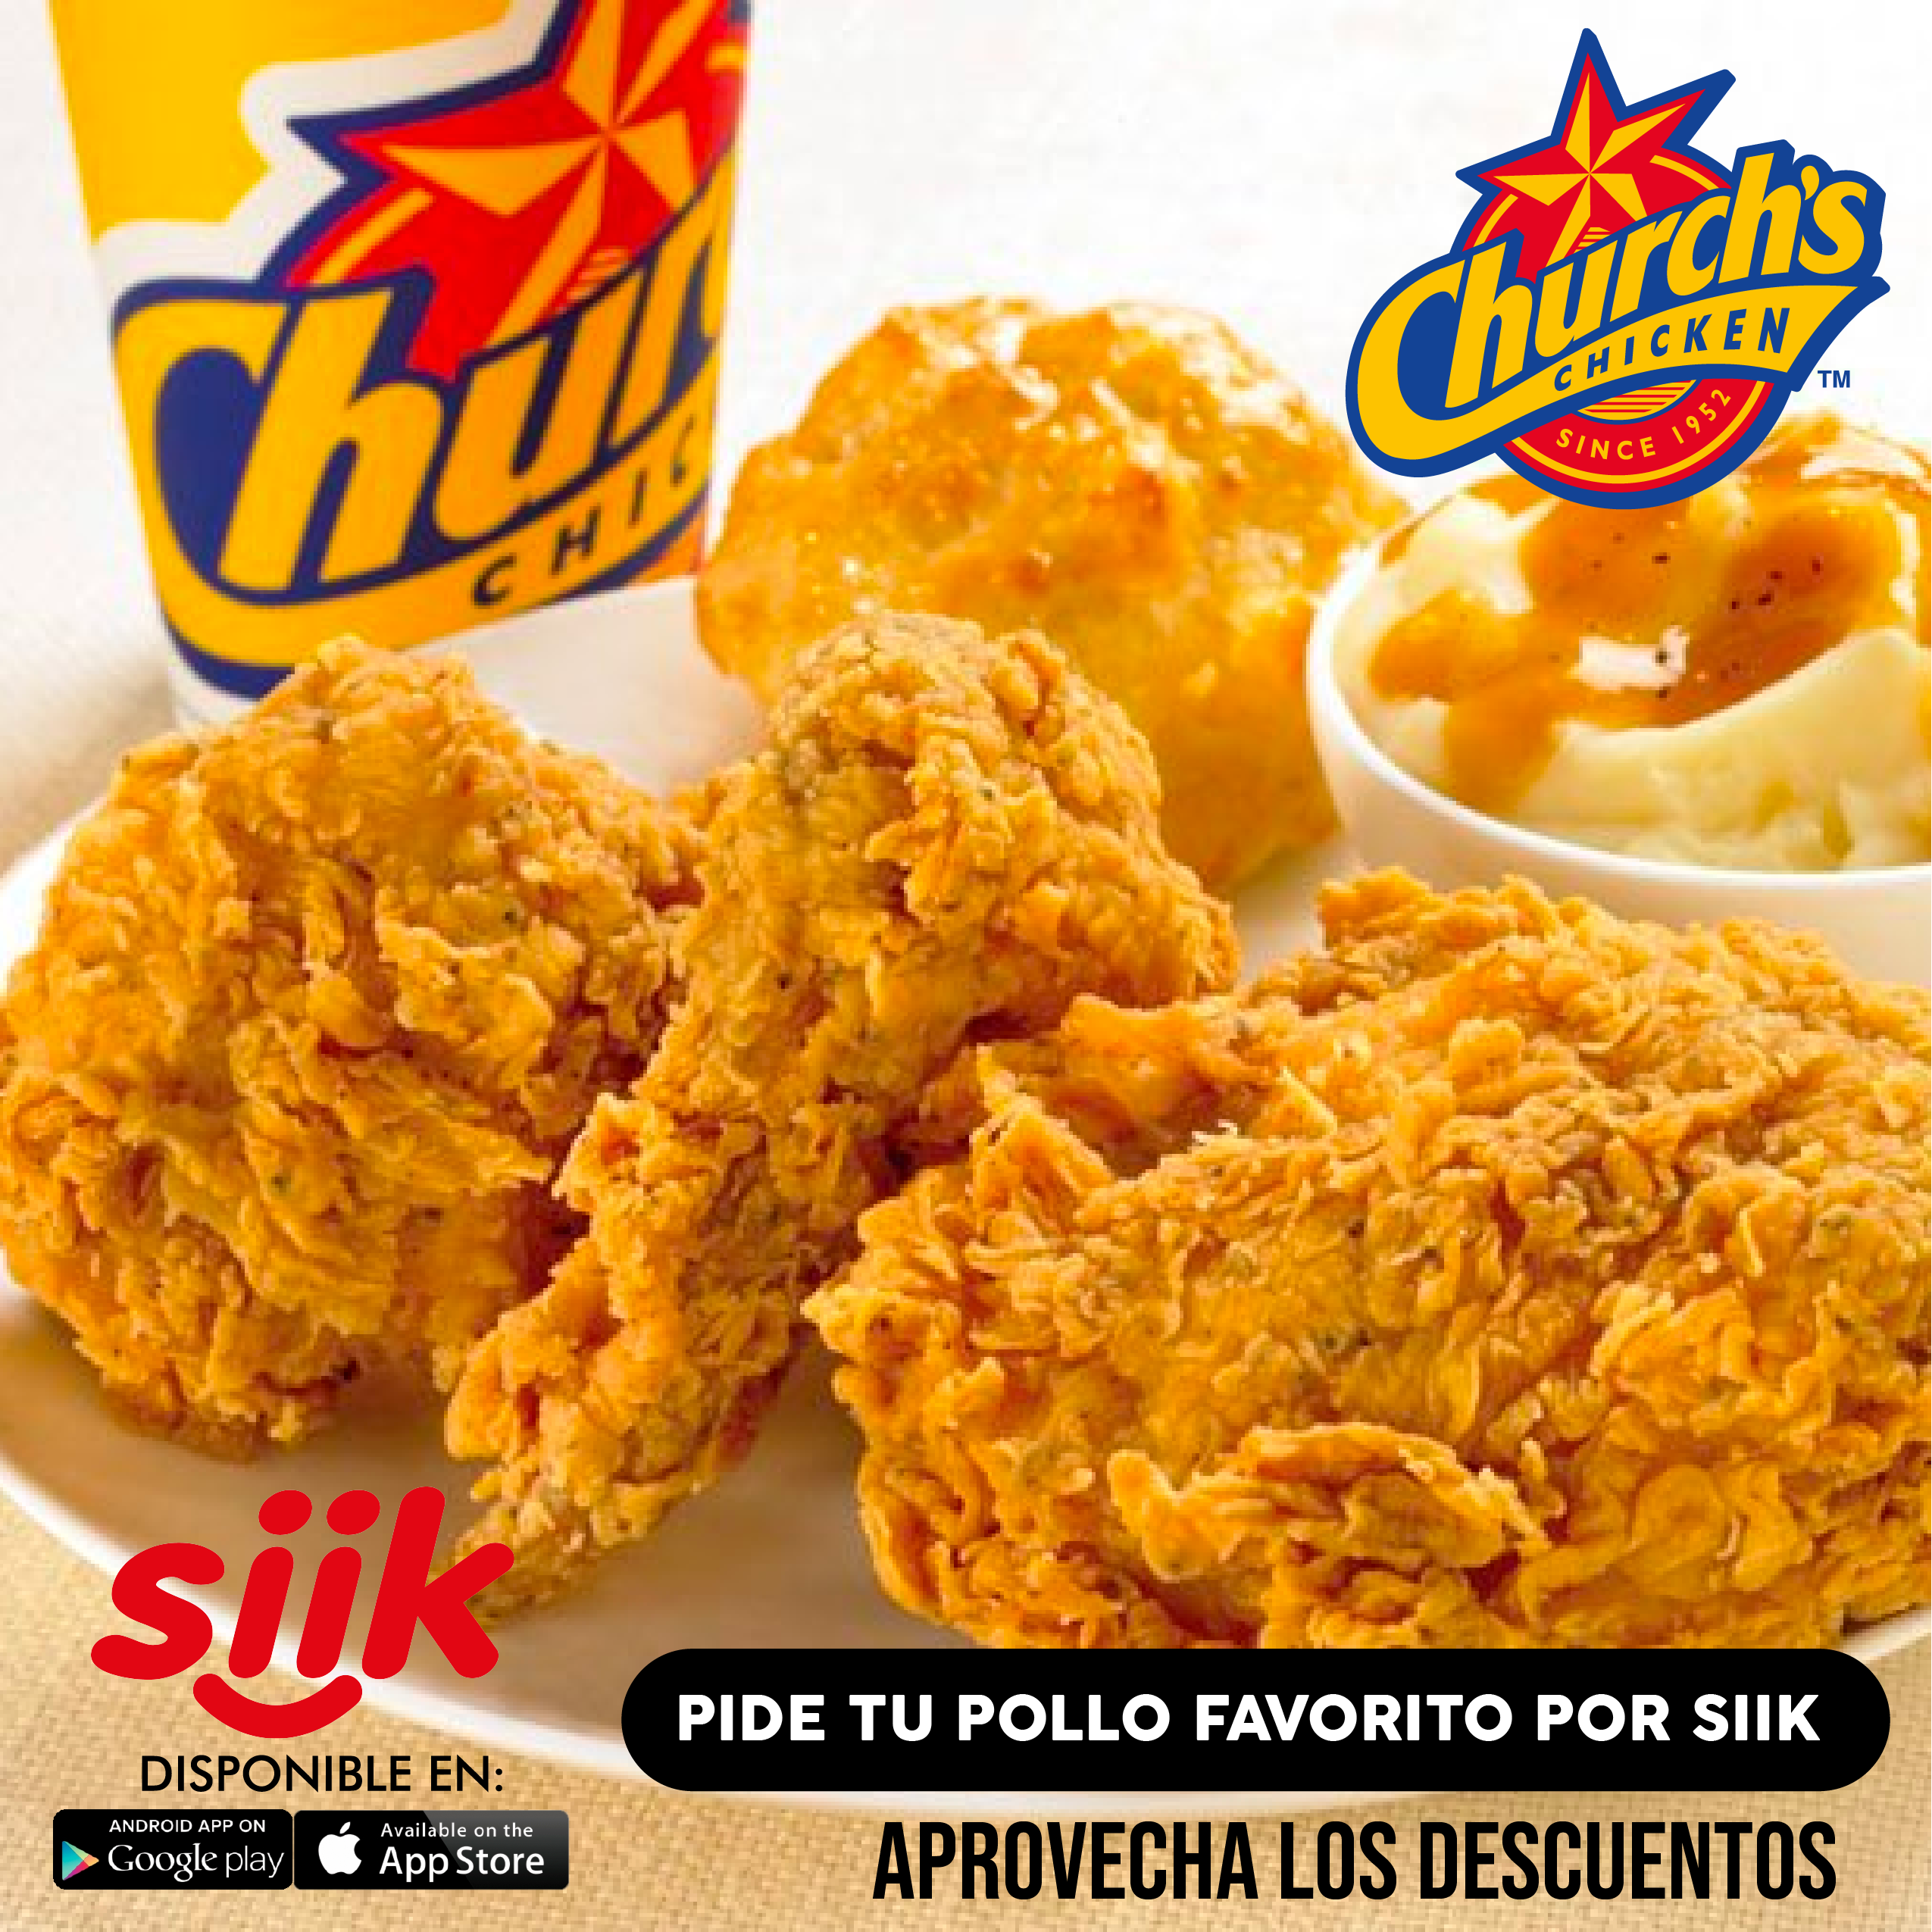 Church's
CHICKEN
SINCE 1952
TM
CHIC
siik
DISPONIBLE EN:
ANDROID APP ON
Google play
Available on the
App Store
PIDE TU POLLO FAVORITO POR SIIK
APROVECHA LOS DESCUENTOS